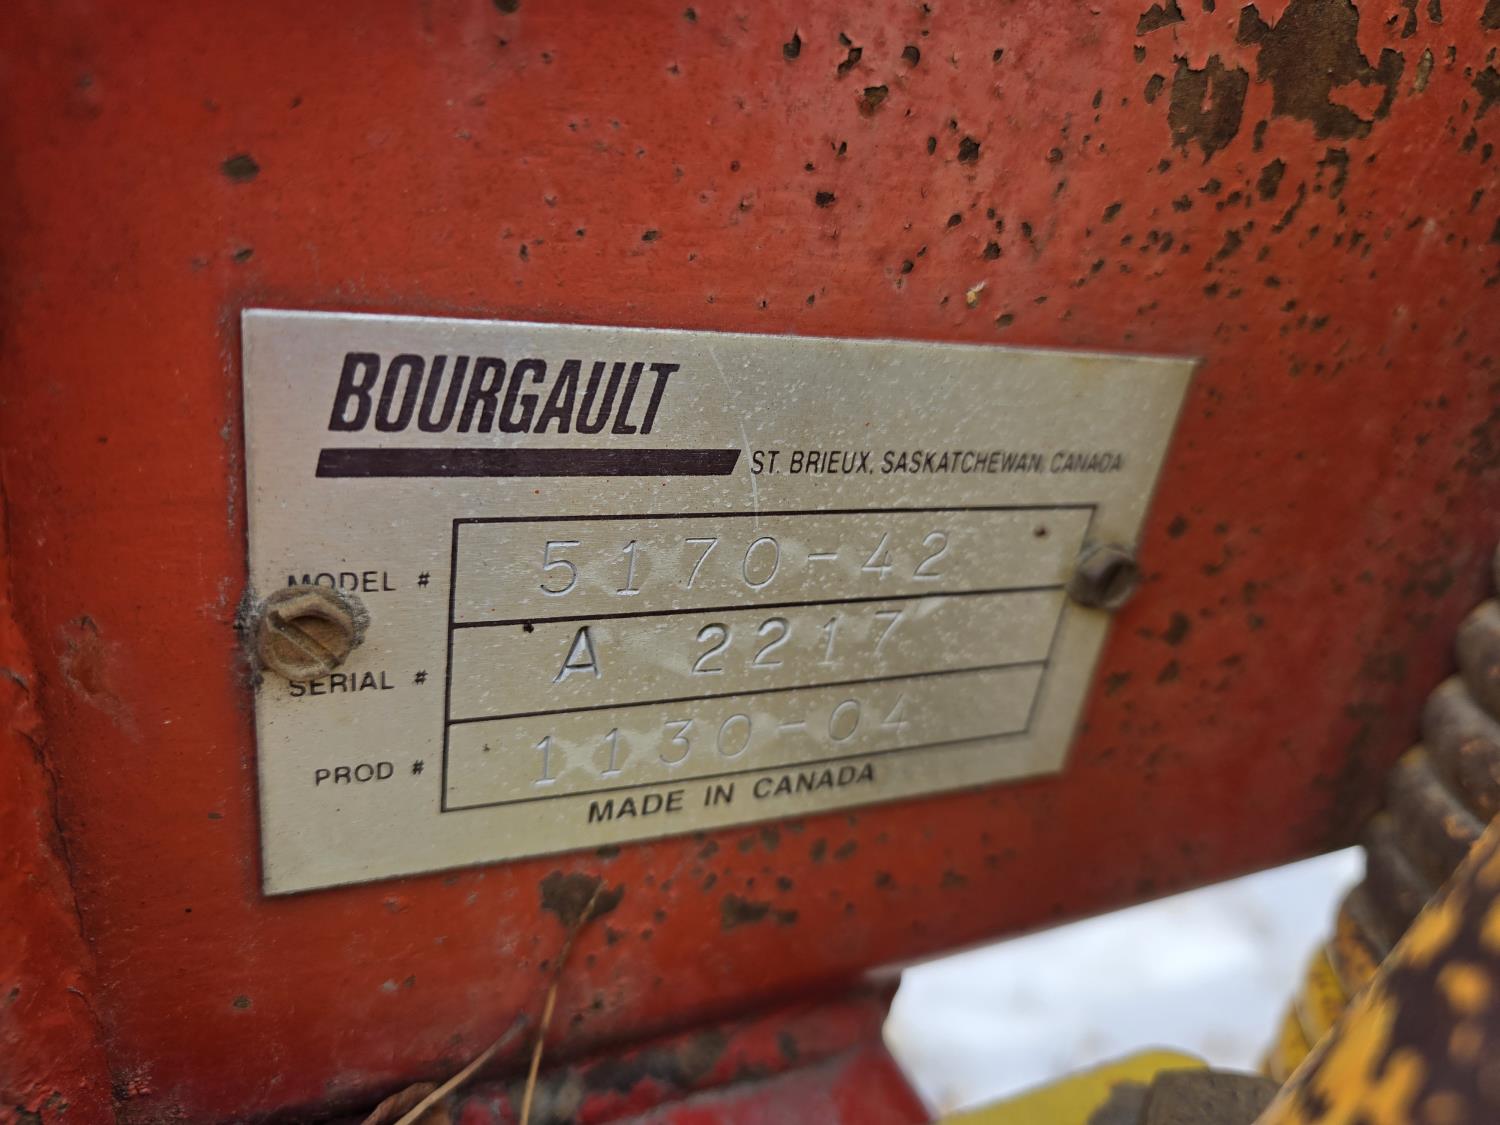 BOURGAULT
ST. BRIEUX, SASKATCHEWAN, CANADA
MODEL # 5170-42
SERIAL # A 2217
PROD # 1130-04
MADE IN CANADA